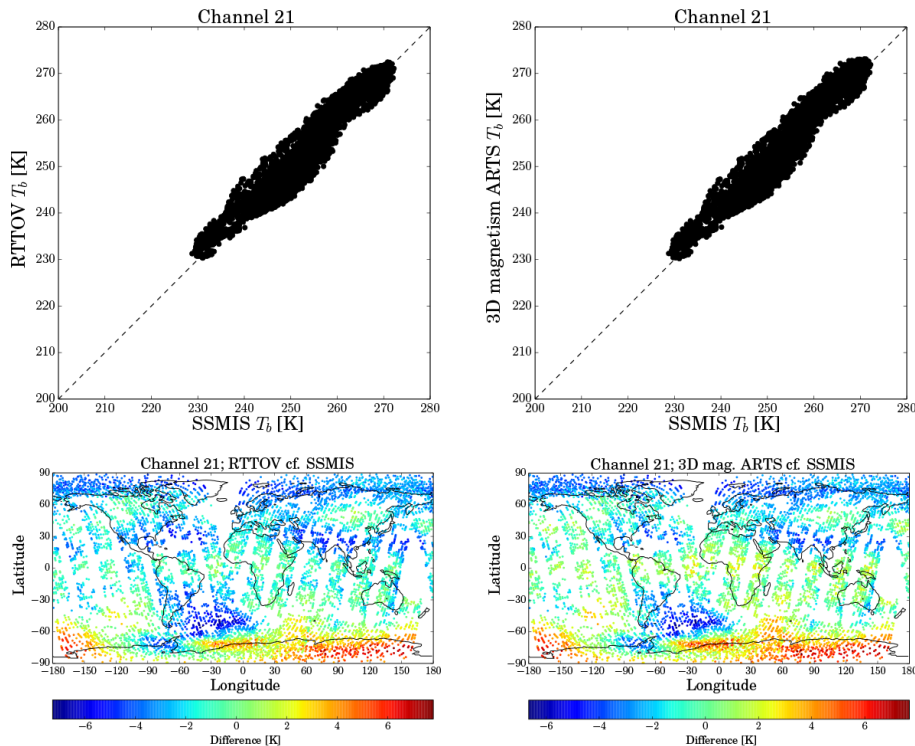 Channel 21
Channel 21
280
270
260
250
240
230
220
210
200
RTTOV T_b [K]
200 210 220 230 240 250 260 270 280
SSMIS T_b [K]
280
270
260
250
240
230
220
210
200
3D magnetism ARTS T_b [K]
200 210 220 230 240 250 260 270 280
SSMIS T_b [K]
Channel 21; RTTOV cf. SSMIS
90
60
30
0
−30
−60
−90
Latitude
−180 −150 −120 −90 −60 −30 0 30 60 90 120 150 180
Longitude
−6 −4 −2 0 2 4 6
Difference [K]
Channel 21; 3D mag. ARTS cf. SSMIS
90
60
30
0
−30
−60
−90
Latitude
−180 −150 −120 −90 −60 −30 0 30 60 90 120 150 180
Longitude
−6 −4 −2 0 2 4 6
Difference [K]